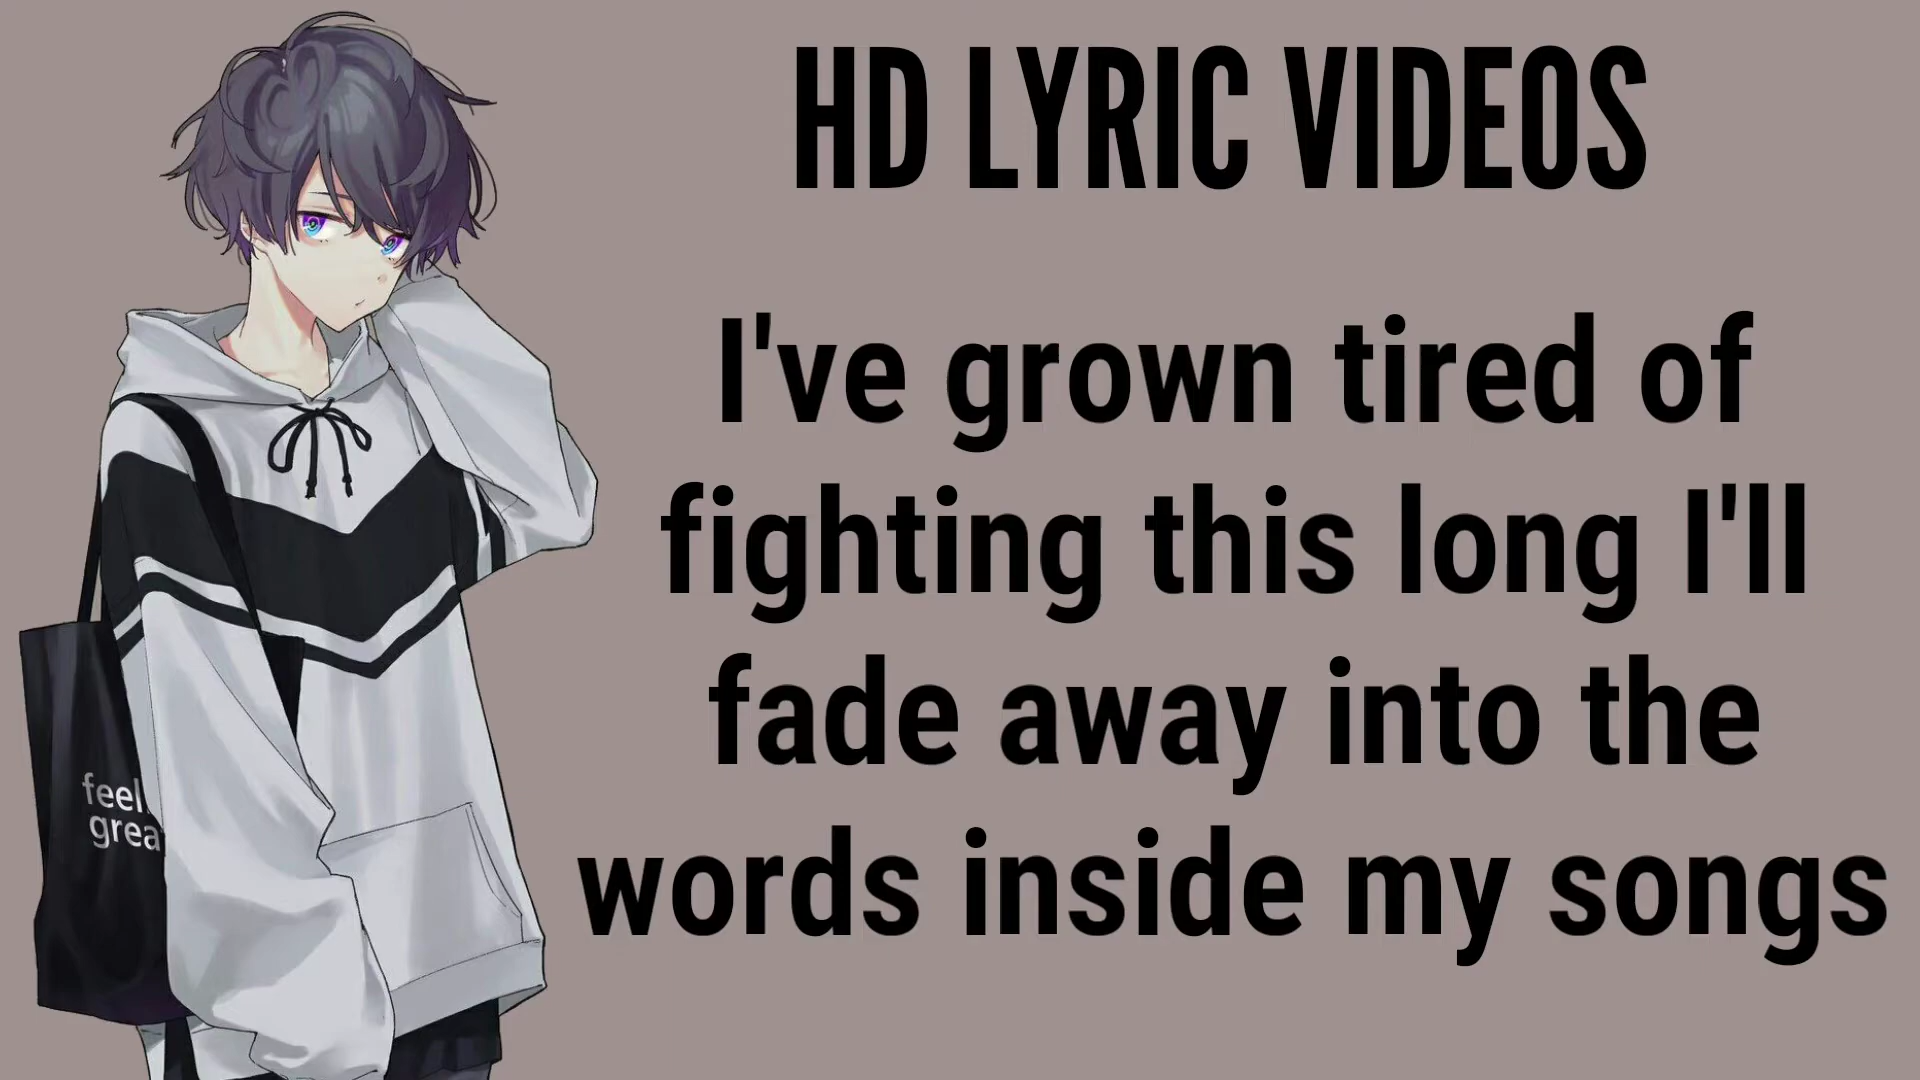 HD LYRIC VIDEOS
I've grown tired of
fighting this long I'll
fade away into the
words inside my songs
feel
grea